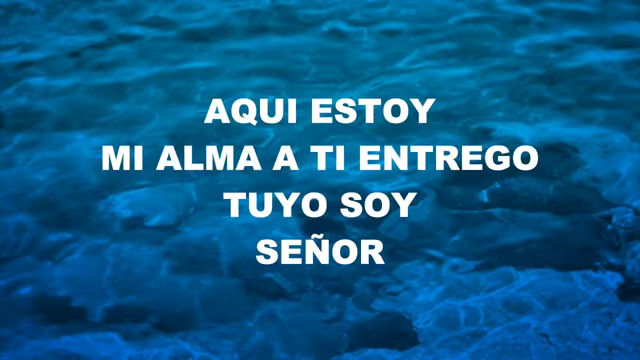 AQUI ESTOY
MI ALMA A TI ENTREGO
TUYO SOY
SEÑOR